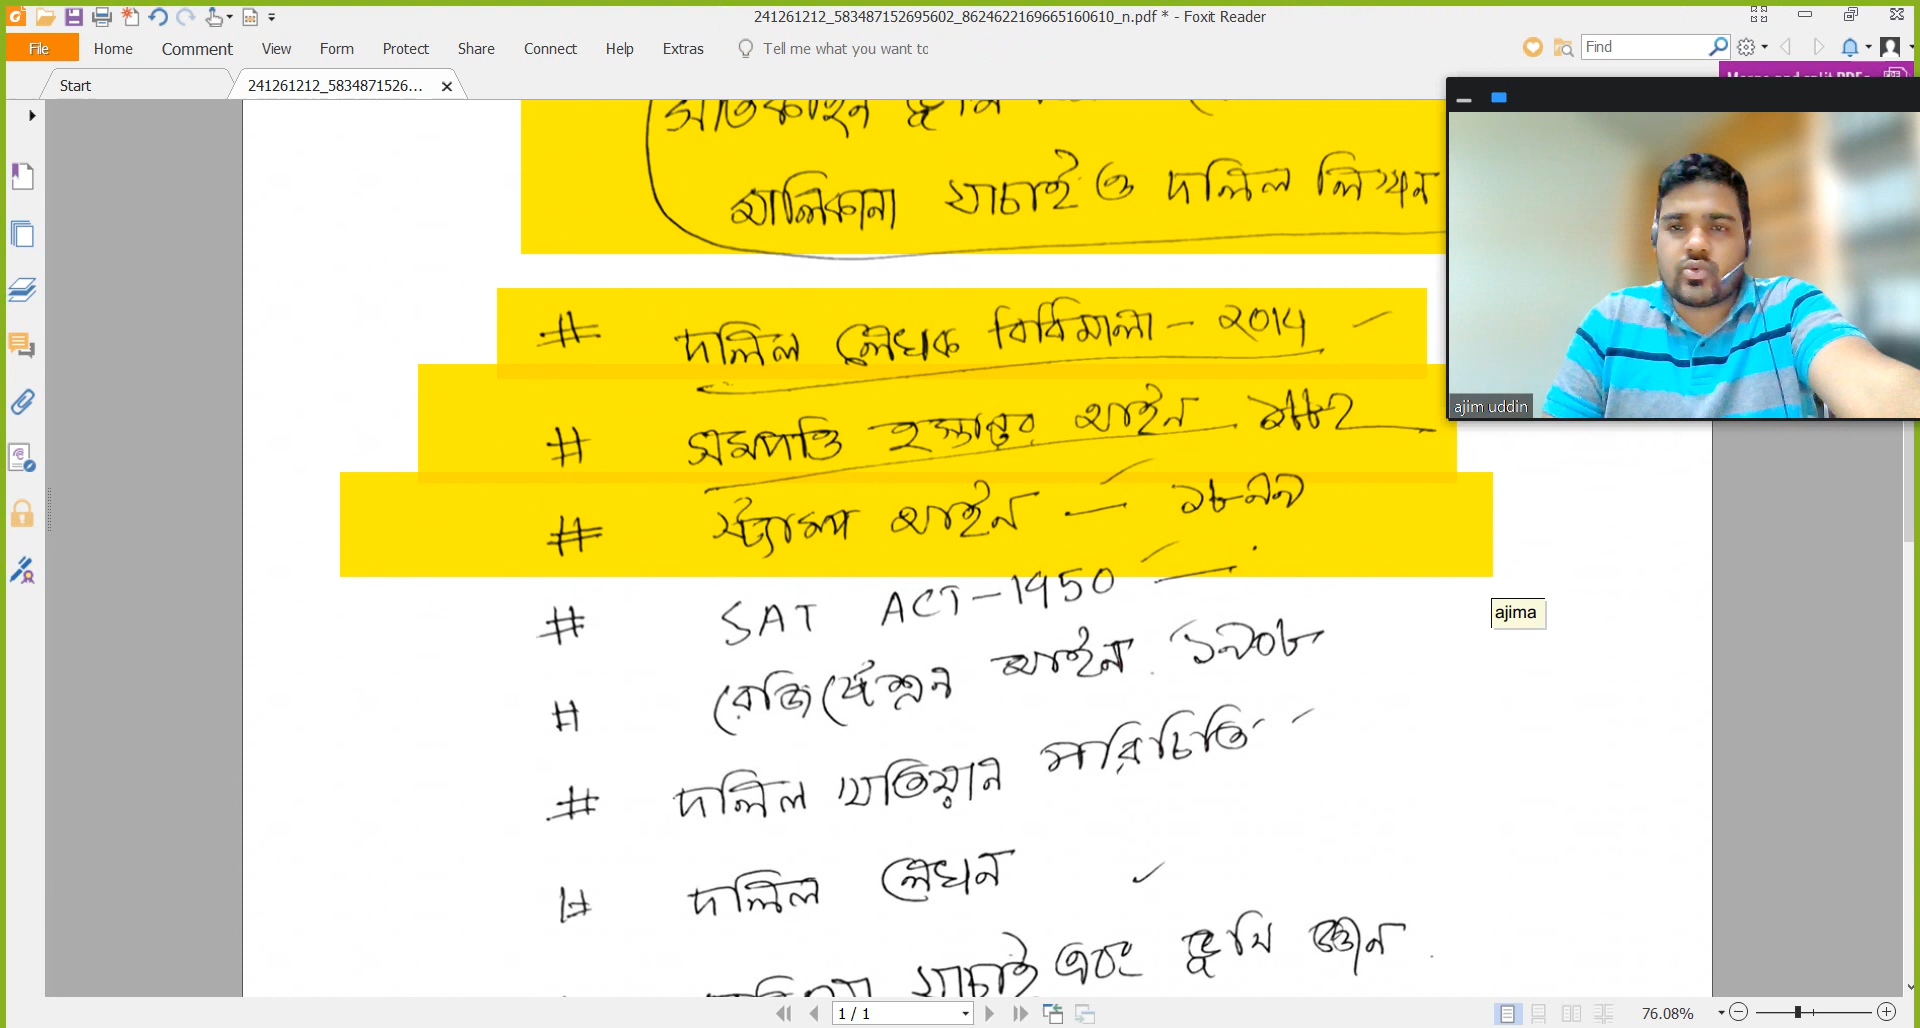 241261212_583487152695602_8624622169665160610_n.pdf * - Foxit Reader
File Home Comment View Form Protect Share Connect Help Extras Tell me what you want to Find
Start 241261212_5834871526...
মালিকানা যাচাই ও দলিল লিখন
# দলিল লেখক বিধিমালা - ২০১৪
# সম্পত্তি হস্তান্তর আইন ১৮৮২
# স্ট্যাম্প আইন - ১৮৯৯
# SAT ACT-1950
# রেজিস্ট্রেশন আইন ১৯০৮
# দলিল খতিয়ান পরিচিতি
# দলিল লেখন
যাচাই এবং ভূমি জ্ঞান
ajim uddin
ajima
1 / 1
76.08%